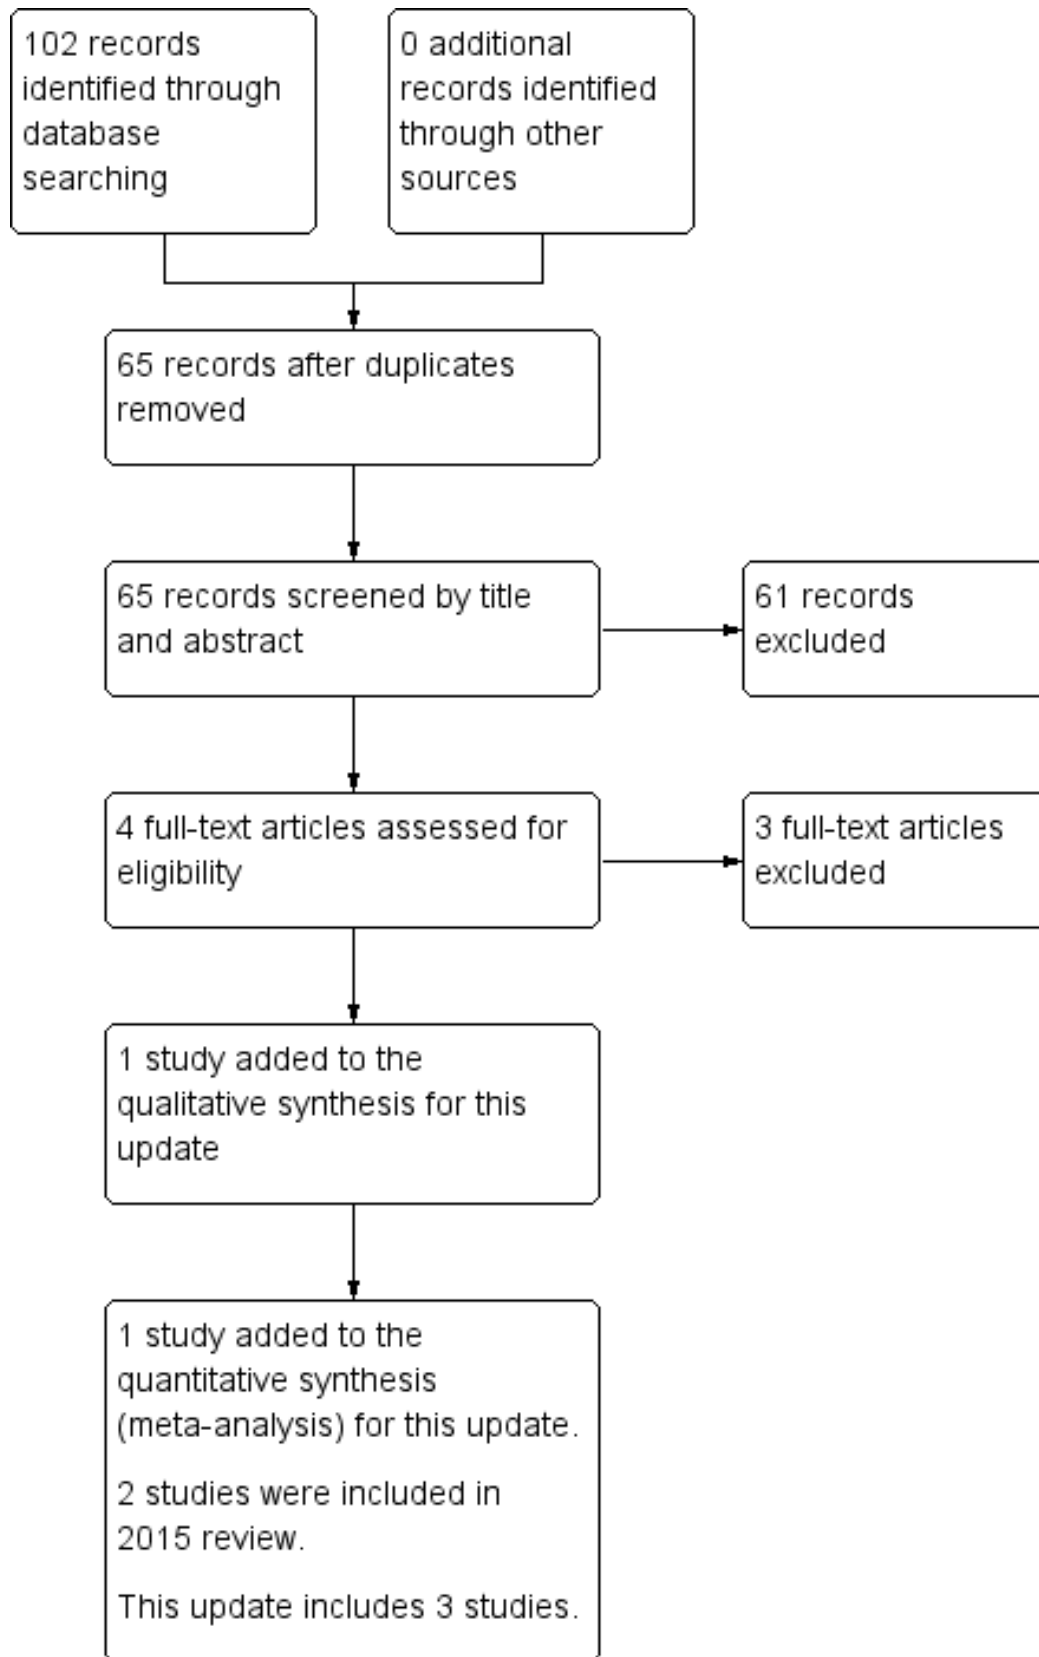 102 records
identified through
database
searching
0 additional
records identified
through other
sources
65 records after duplicates
removed
65 records screened by title
and abstract
61 records
excluded
4 full-text articles assessed for
eligibility
3 full-text articles
excluded
1 study added to the
qualitative synthesis for this
update
1 study added to the
quantitative synthesis
(meta-analysis) for this update.
2 studies were included in
2015 review.
This update includes 3 studies.